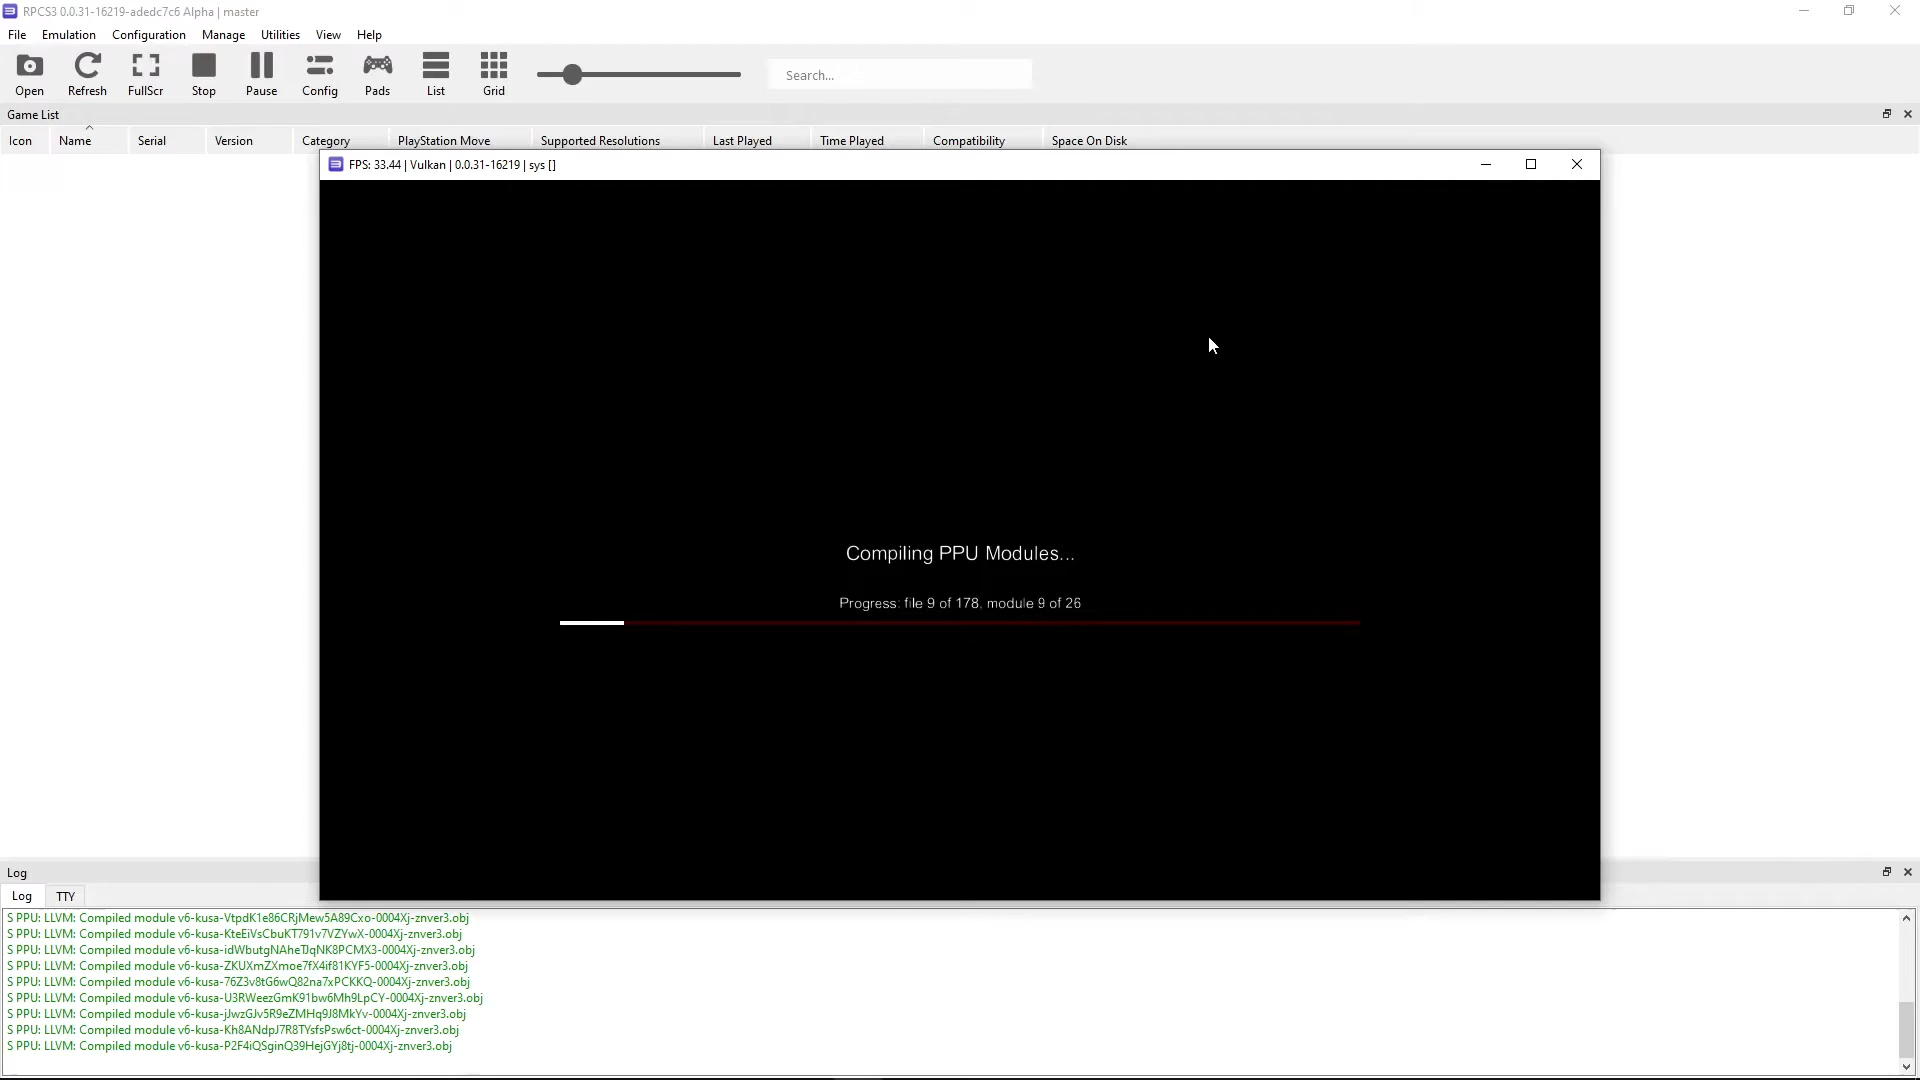 RPCS3 0.0.31-16219-adedc7c6 Alpha | master
File Emulation Configuration Manage Utilities View Help
Open Refresh FullScr Stop Pause Config Pads List Grid
Search...
Game List
Icon Name Serial Version Category PlayStation Move Supported Resolutions Last Played Time Played Compatibility Space On Disk
FPS: 33.44 | Vulkan | 0.0.31-16219 | sys []
Compiling PPU Modules...
Progress: file 9 of 178, module 9 of 26
Log
Log TTY
S PPU: LLVM: Compiled module v6-kusa-VtpdK1e86CRjMew5A89Cxo-0004Xj-znver3.obj
S PPU: LLVM: Compiled module v6-kusa-KteEiVsCbuKT791v7VZYwX-0004Xj-znver3.obj
S PPU: LLVM: Compiled module v6-kusa-idWbutgNAheTJqNK8PCMX3-0004Xj-znver3.obj
S PPU: LLVM: Compiled module v6-kusa-ZKUXmZXmoe7fX4if81KYF5-0004Xj-znver3.obj
S PPU: LLVM: Compiled module v6-kusa-76Z3v8tG6wQ82na7xPCKKQ-0004Xj-znver3.obj
S PPU: LLVM: Compiled module v6-kusa-U3RWeezGmK91bw6Mh9LpCY-0004Xj-znver3.obj
S PPU: LLVM: Compiled module v6-kusa-jJwzGJv5R9eZMHq9J8MkYv-0004Xj-znver3.obj
S PPU: LLVM: Compiled module v6-kusa-Kh8ANdpJ7R8TYsfsPsw6ct-0004Xj-znver3.obj
S PPU: LLVM: Compiled module v6-kusa-P2F4iQSginQ39HejGYj8tj-0004Xj-znver3.obj